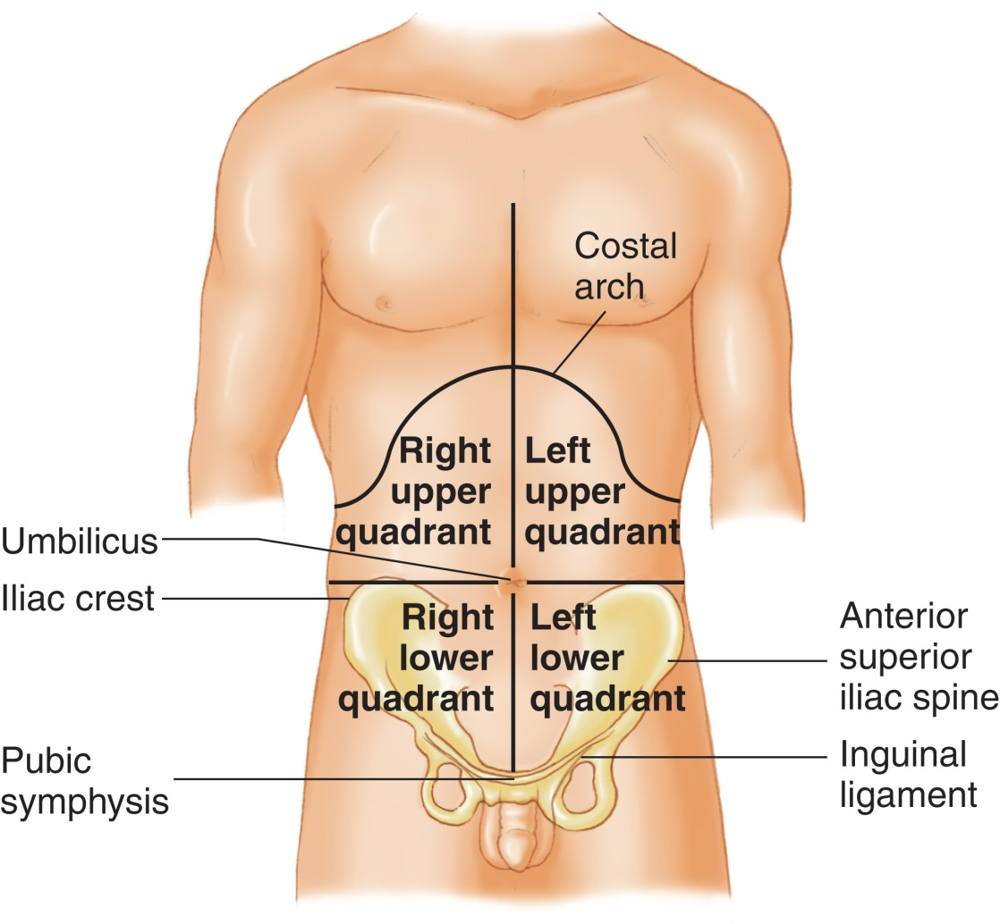 Costal
arch
Right
upper
quadrant
Left
upper
quadrant
Umbilicus
Iliac crest
Right
lower
quadrant
Left
lower
quadrant
Anterior
superior
iliac spine
Pubic
symphysis
Inguinal
ligament